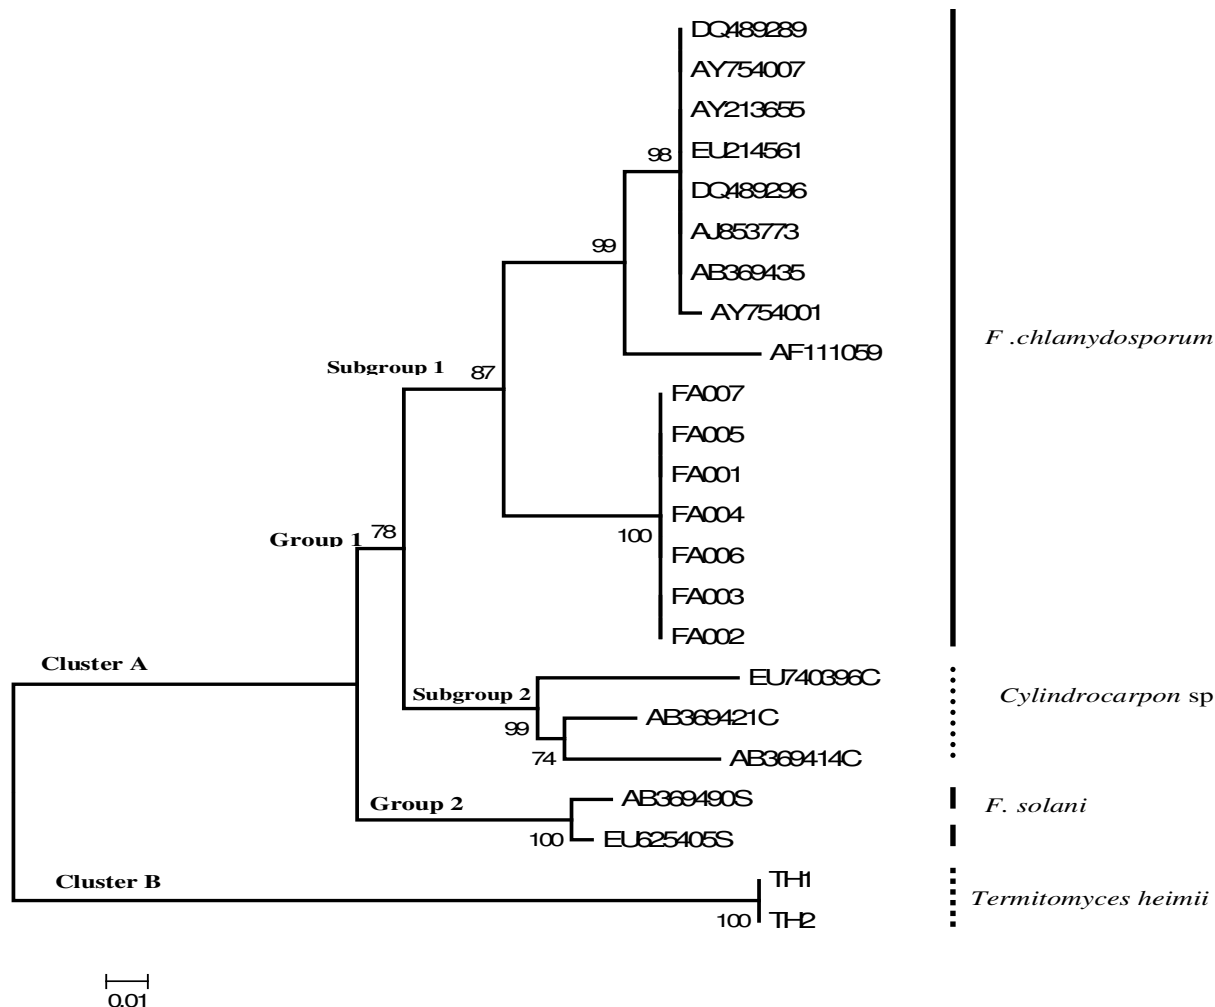 DQ489289
AY754007
AY213655
EU214561
98
DQ489296
AJ853773
99
AB369435
AY754001
F .chlamydosporum
AF111059
Subgroup 1
87
FA007
FA005
FA001
FA004
78
Group 1
100
FA006
FA003
FA002
Cluster A
EU740396C
Subgroup 2
Cylindrocarpon sp
AB369421C
99
74
AB369414C
Group 2
AB369490S
F. solani
100
EU625405S
Cluster B
TH1
Termitomyces heimii
100
TH2
0.01